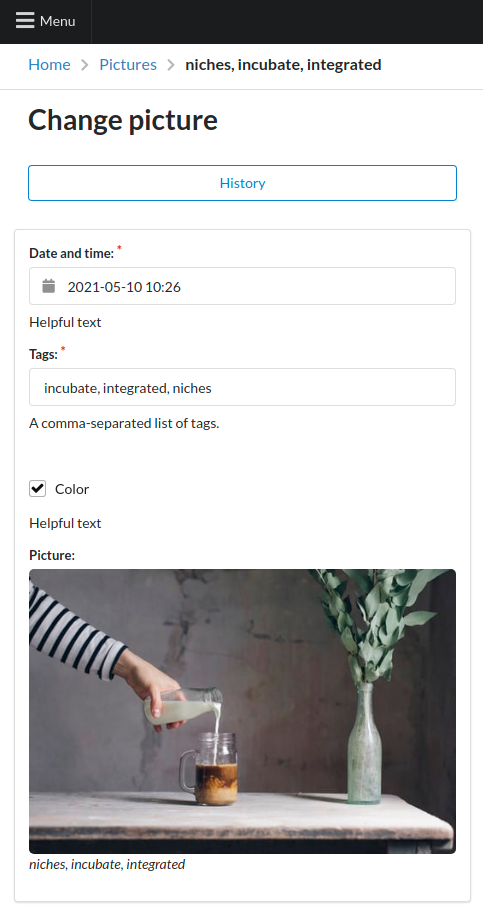 Menu
Home Pictures niches, incubate, integrated
Change picture
History
Date and time: *
2021-05-10 10:26
Helpful text
Tags: *
incubate, integrated, niches
A comma-separated list of tags.
Color
Helpful text
Picture:
niches, incubate, integrated